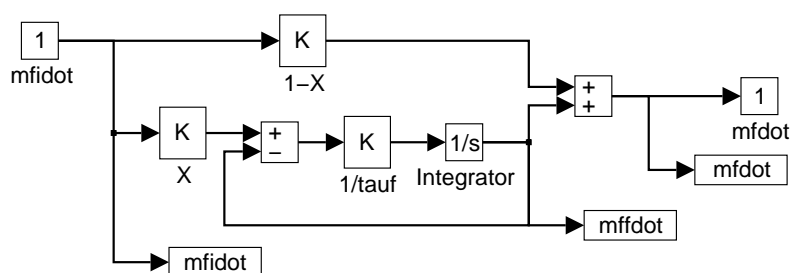 1
mfidot
K
1−X
K
X
+
−
K
1/tauf
1/s
Integrator
+
+
1
mfdot
mfdot
mffdot
mfidot